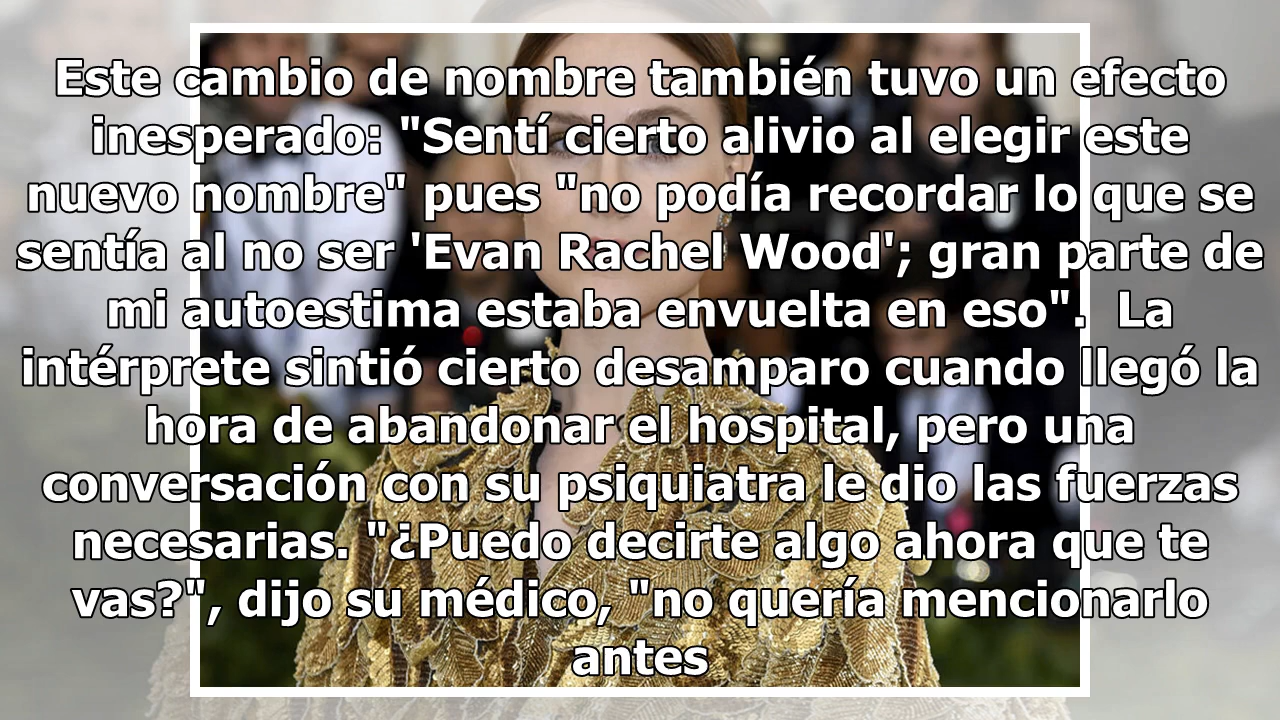 Este cambio de nombre también tuvo un efecto
inesperado: "Sentí cierto alivio al elegir este
nuevo nombre" pues "no podía recordar lo que se
sentía al no ser 'Evan Rachel Wood'; gran parte de
mi autoestima estaba envuelta en eso".  La
intérprete sintió cierto desamparo cuando llegó la
hora de abandonar el hospital, pero una
conversación con su psiquiatra le dio las fuerzas
necesarias. "¿Puedo decirte algo ahora que te
vas?", dijo su médico, "no quería mencionarlo
antes